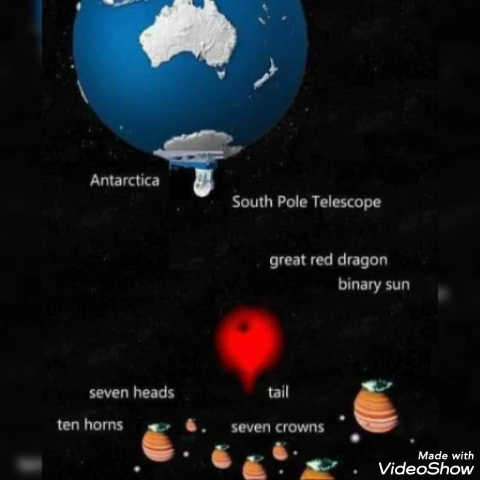 Antarctica
South Pole Telescope
great red dragon
binary sun
seven heads
tail
ten horns
seven crowns
Made with
VideoShow